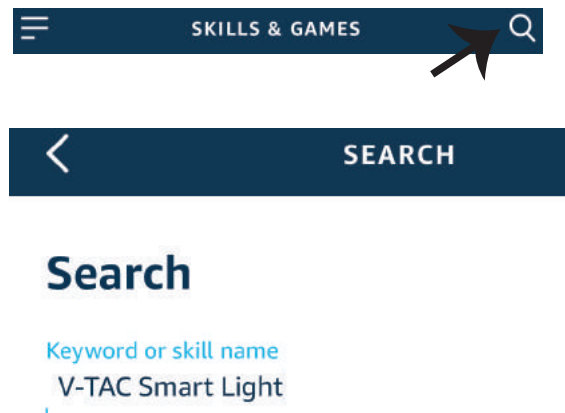 SKILLS & GAMES
SEARCH
Search
Keyword or skill name
V-TAC Smart Light